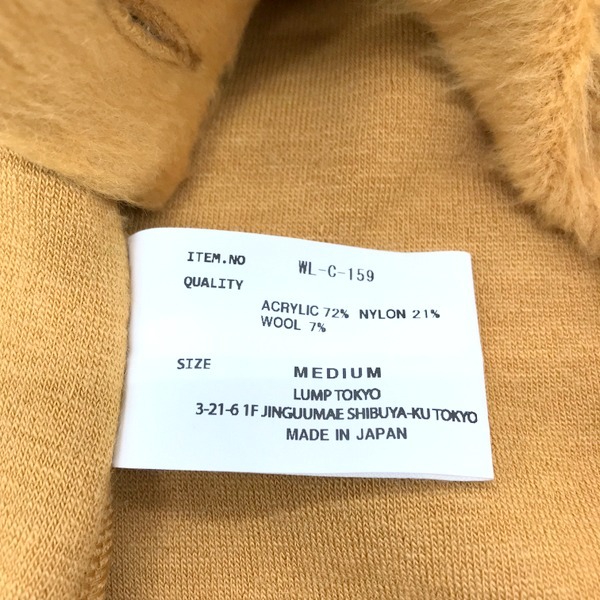 ITEM.NO WL-C-159
QUALITY
ACRYLIC 72% NYLON 21%
WOOL 7%
SIZE MEDIUM
LUMP TOKYO
3-21-6 1F JINGUUMAE SHIBUYA-KU TOKYO
MADE IN JAPAN